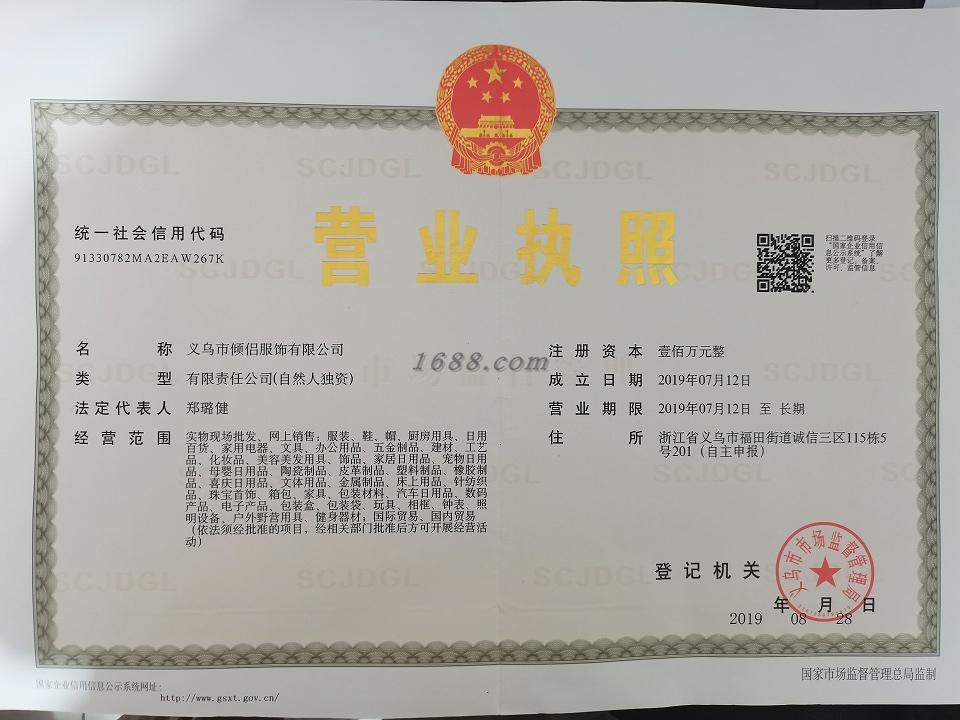 营业执照
统一社会信用代码
91330782MA2EAW267K
扫描二维码登录
“国家企业信用信
息公示系统”了解
更多登记、备案、
许可、监管信息
名 称 义乌市倾侣服饰有限公司
类 型 有限责任公司(自然人独资)
法定代表人 郑璐健
经营范围 实物现场批发、网上销售：服装、鞋、帽、厨房用具、日用
百货、家用电器、文具、办公用品、五金制品、建材、工艺
品、化妆品、美容美发用具、饰品、家居日用品、宠物日用
品、母婴日用品、陶瓷制品、皮革制品、塑料制品、橡胶制
品、喜庆日用品、文体用品、金属制品、床上用品、针纺织
品、珠宝首饰、箱包、家具、包装材料、汽车日用品、数码
产品、电子产品、包装盒、包装袋、玩具、相框、钟表、照
明设备、户外野营用具、健身器材；国际贸易、国内贸易
（依法须经批准的项目，经相关部门批准后方可开展经营活
动）
注册资本 壹佰万元整
成立日期 2019年07月12日
营业期限 2019年07月12日 至 长期
住 所 浙江省义乌市福田街道诚信三区115栋5
号201（自主申报）
1688.com
登记机关
义乌市市场监督管理局
年 月 日
2019 08 28
国家企业信用信息公示系统网址：
http://www.gsxt.gov.cn/
国家市场监督管理总局监制
SCJDGL